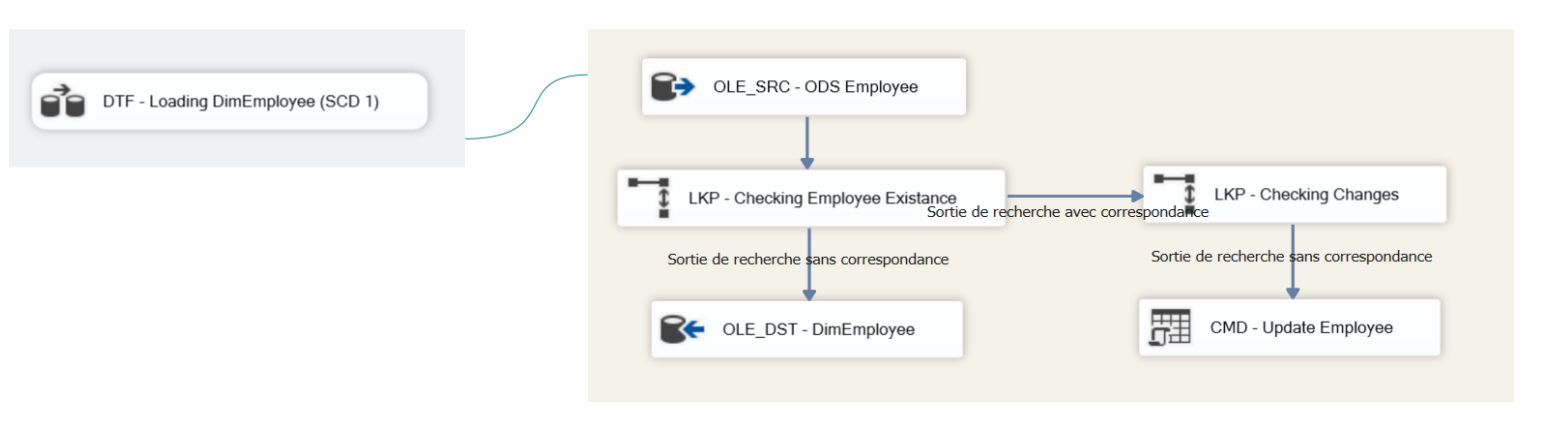 DTF - Loading DimEmployee (SCD 1)
OLE_SRC - ODS Employee
LKP - Checking Employee Existance
Sortie de recherche avec correspondance
LKP - Checking Changes
Sortie de recherche sans correspondance
Sortie de recherche sans correspondance
OLE_DST - DimEmployee
CMD - Update Employee